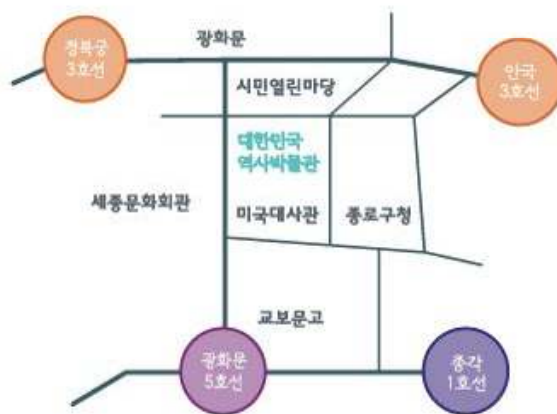 광화문
경복궁
3호선
안국
3호선
시민열린마당
대한민국
역사박물관
세종문화회관
미국대사관
종로구청
교보문고
광화문
5호선
종각
1호선